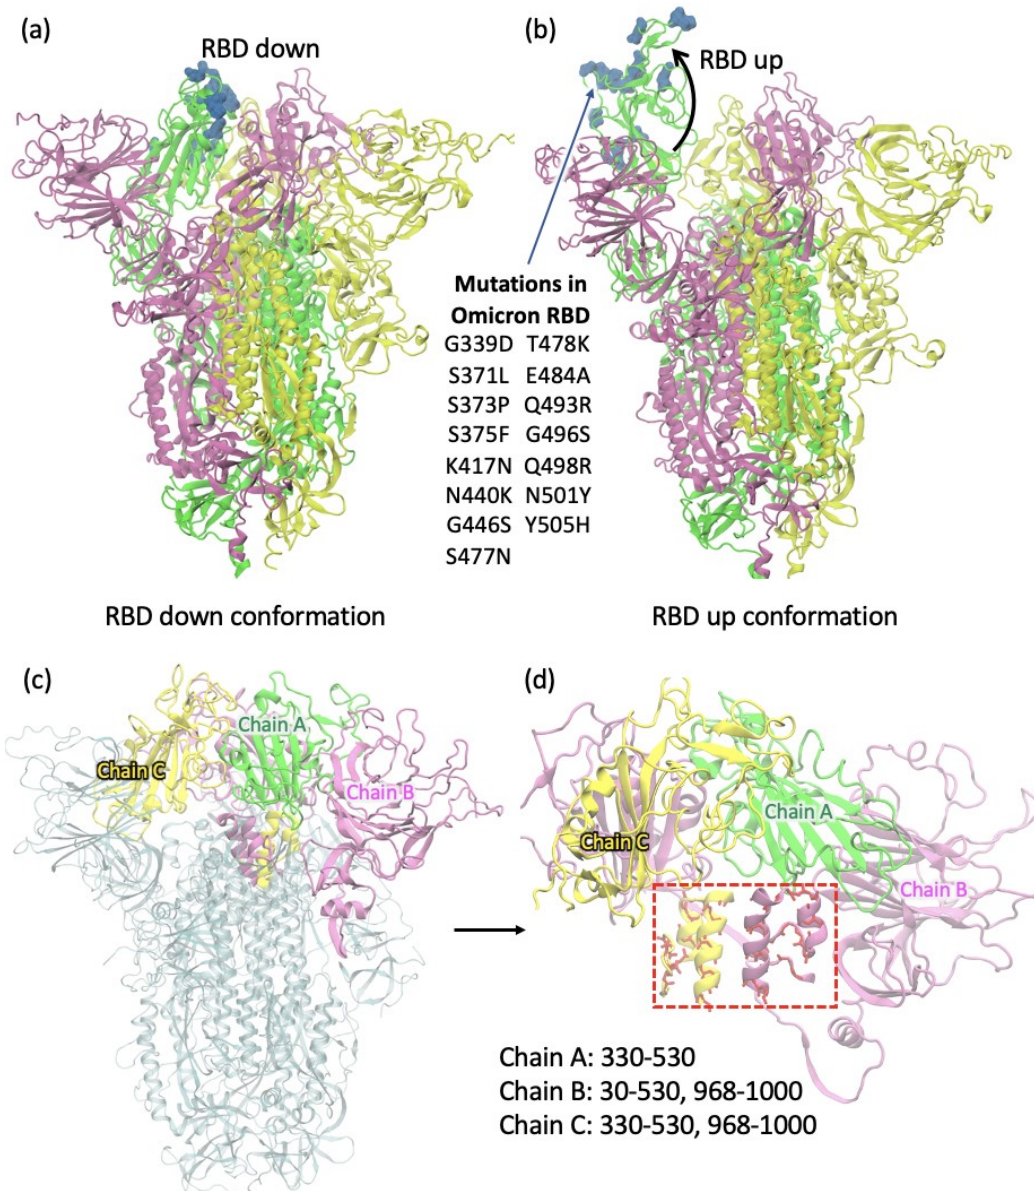 (a)
RBD down
(b)
RBD up
Mutations in
Omicron RBD
G339D T478K
S371L E484A
S373P Q493R
S375F G496S
K417N Q498R
N440K N501Y
G446S Y505H
S477N
RBD down conformation
RBD up conformation
(c)
Chain C
Chain A
Chain B
(d)
Chain C
Chain A
Chain B
Chain A: 330-530
Chain B: 30-530, 968-1000
Chain C: 330-530, 968-1000